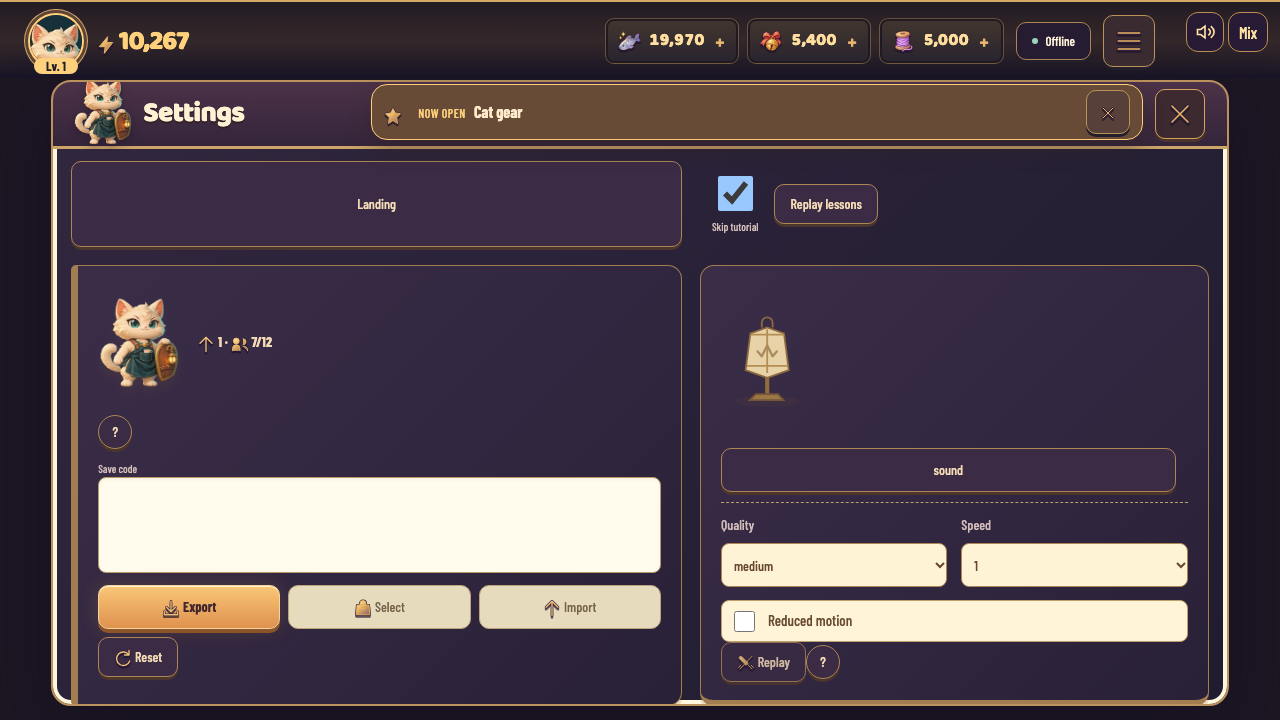 10,267
Lv. 1
19,970 +
5,400 +
5,000 +
Offline
Mix
Settings
NOW OPEN Cat gear
Landing
Skip tutorial
Replay lessons
1 · 7/12
?
Save code
Export
Select
Import
Reset
sound
Quality
Speed
medium
1
Reduced motion
Replay
?